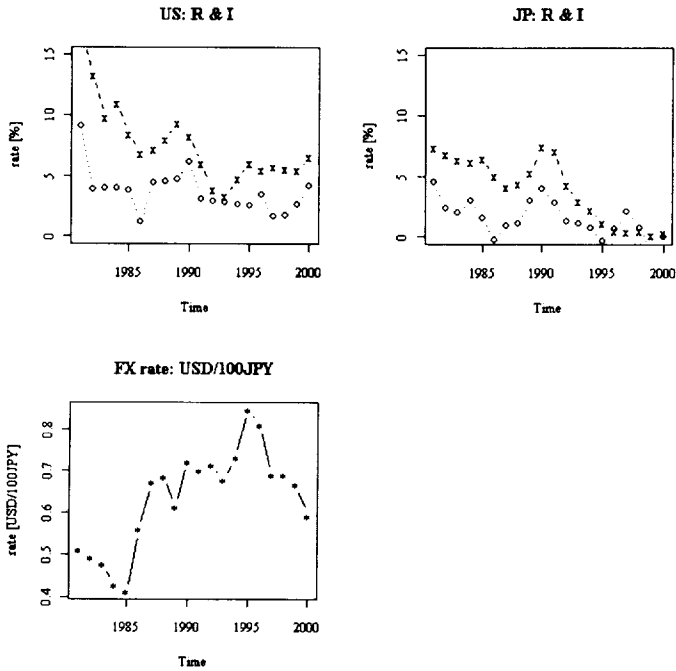 US: R & I
15
10
5
0
rate [%]
1985 1990 1995 2000
Time
JP: R & I
15
10
5
0
rate [%]
1985 1990 1995 2000
Time
FX rate: USD/100JPY
0.8
0.7
0.6
0.5
0.4
rate [USD/100JPY]
1985 1990 1995 2000
Time